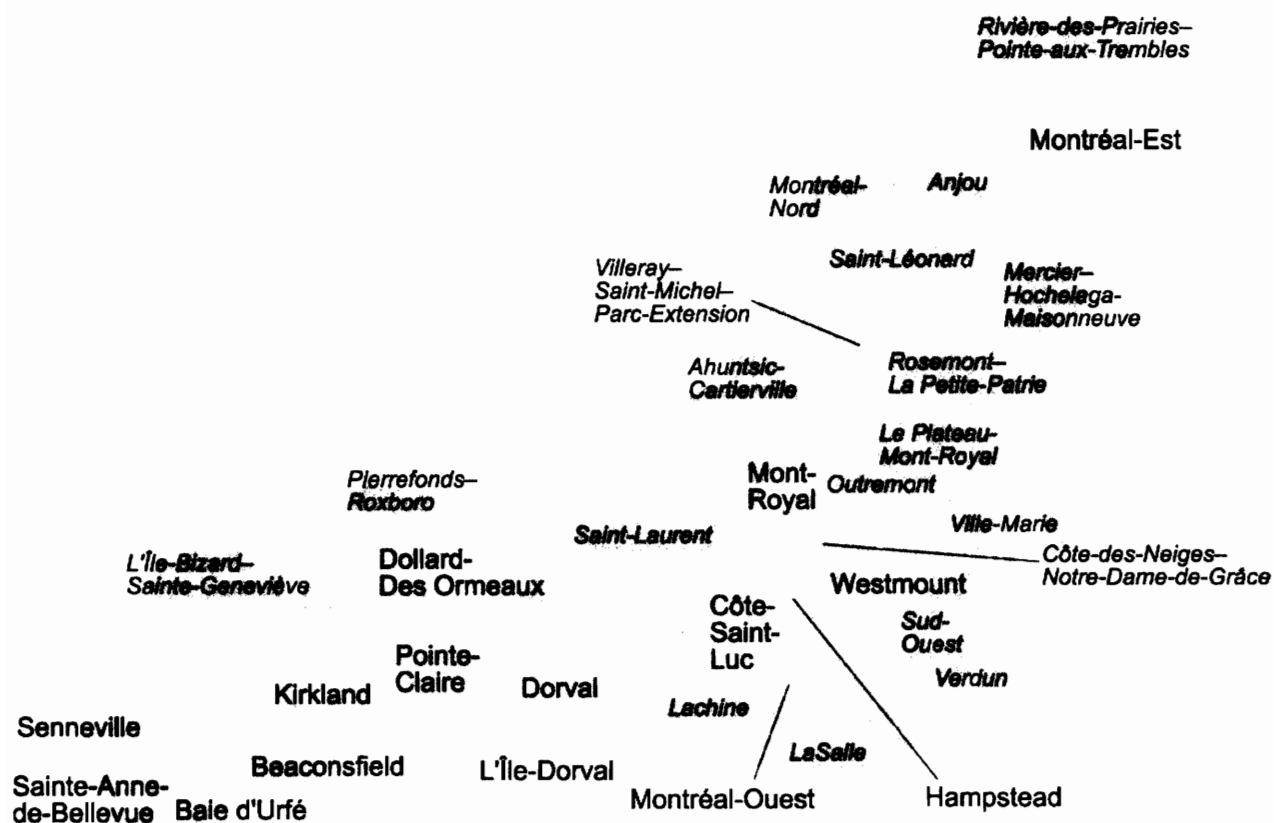 Rivière-des-Prairies–
Pointe-aux-Trembles
Montréal-Est
Montréal-
Nord
Anjou
Saint-Léonard
Villeray–
Saint-Michel–
Parc-Extension
Mercier–
Hochelaga-
Maisonneuve
Ahuntsic-
Cartierville
Rosemont–
La Petite-Patrie
Le Plateau-
Mont-Royal
Mont-
Royal
Outremont
Pierrefonds–
Roxboro
Ville-Marie
Saint-Laurent
Côte-des-Neiges–
Notre-Dame-de-Grâce
L'Île-Bizard–
Sainte-Geneviève
Dollard-
Des Ormeaux
Westmount
Côte-
Saint-
Luc
Sud-
Ouest
Pointe-
Claire
Verdun
Kirkland
Dorval
Lachine
Senneville
LaSalle
Beaconsfield
L'Île-Dorval
Sainte-Anne-
de-Bellevue
Baie d'Urfé
Montréal-Ouest
Hampstead